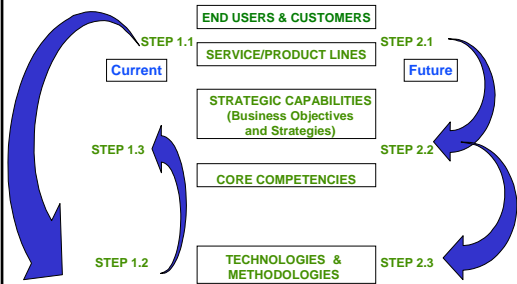 END USERS & CUSTOMERS
STEP 1.1
STEP 2.1
SERVICE/PRODUCT LINES
Current
Future
STRATEGIC CAPABILITIES
(Business Objectives
and Strategies)
STEP 1.3
STEP 2.2
CORE COMPETENCIES
STEP 1.2
TECHNOLOGIES &
METHODOLOGIES
STEP 2.3